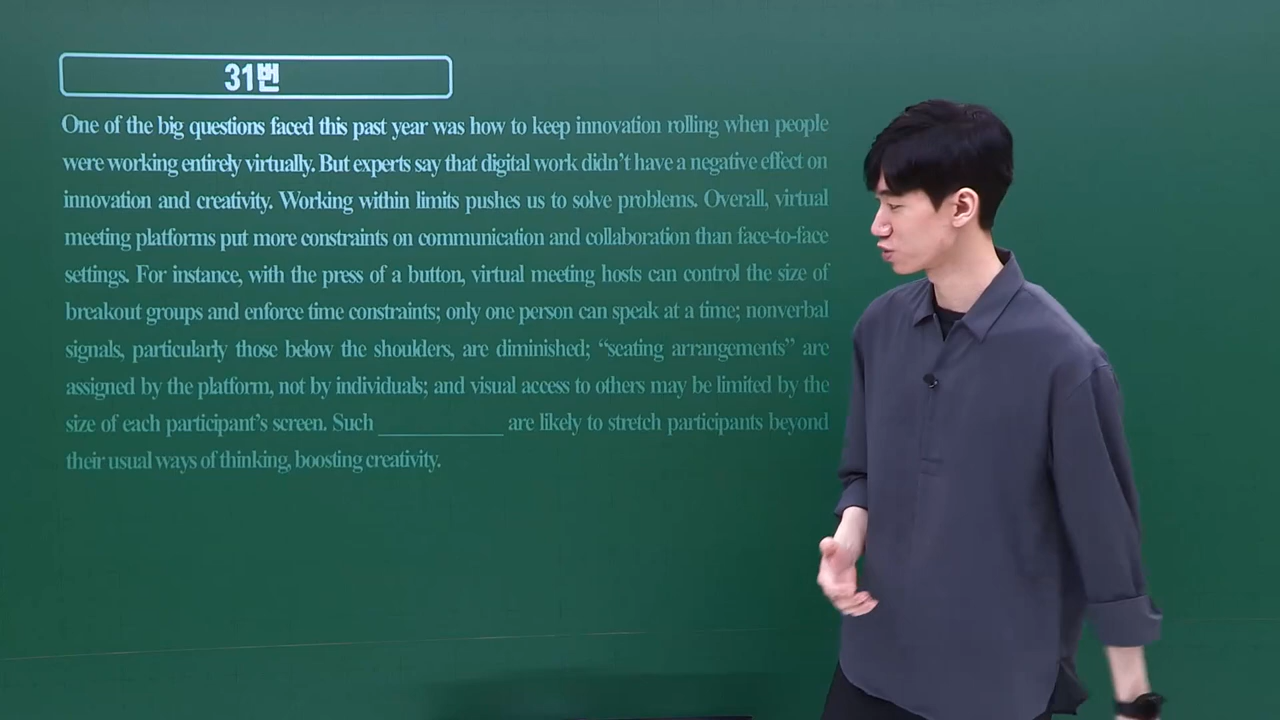 31번
One of the big questions faced this past year was how to keep innovation rolling when people
were working entirely virtually. But experts say that digital work didn't have a negative effect on
innovation and creativity. Working within limits pushes us to solve problems. Overall, virtual
meeting platforms put more constraints on communication and collaboration than face-to-face
settings. For instance, with the press of a button, virtual meeting hosts can control the size of
breakout groups and enforce time constraints; only one person can speak at a time; nonverbal
signals, particularly those below the shoulders, are diminished; “seating arrangements” are
assigned by the platform, not by individuals; and visual access to others may be limited by the
size of each participant's screen. Such ____________ are likely to stretch participants beyond
their usual ways of thinking, boosting creativity.